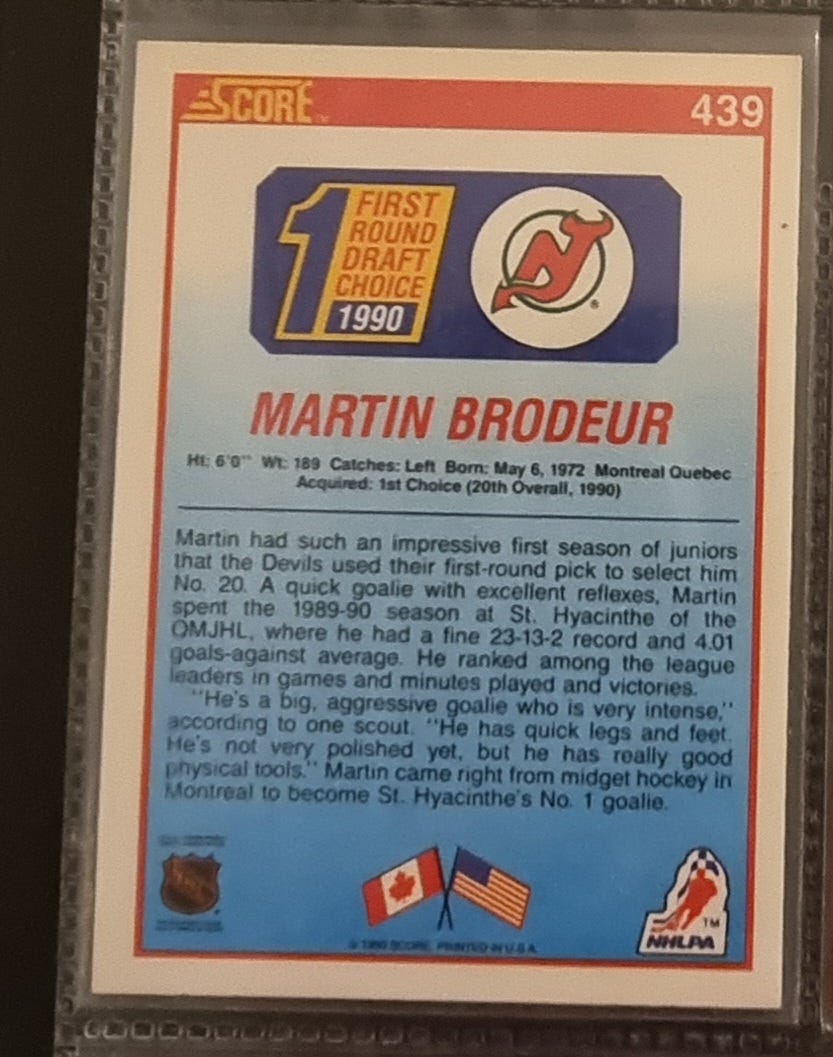 SCORE™
439
1
FIRST
ROUND
DRAFT
CHOICE
1990
NJ
®
MARTIN BRODEUR
Ht: 6'0" Wt: 189 Catches: Left Born: May 6, 1972 Montreal Quebec
Acquired: 1st Choice (20th Overall, 1990)
Martin had such an impressive first season of juniors
that the Devils used their first-round pick to select him
No. 20. A quick goalie with excellent reflexes, Martin
spent the 1989-90 season at St. Hyacinthe of the
QMJHL, where he had a fine 23-13-2 record and 4.01
goals-against average. He ranked among the league
leaders in games and minutes played and victories.
"He's a big, aggressive goalie who is very intense,"
according to one scout. "He has quick legs and feet.
He's not very polished yet, but he has really good
physical tools." Martin came right from midget hockey in
Montreal to become St. Hyacinthe's No. 1 goalie.
TM
NHLPA
© 1990 SCORE, PRINTED IN U.S.A.